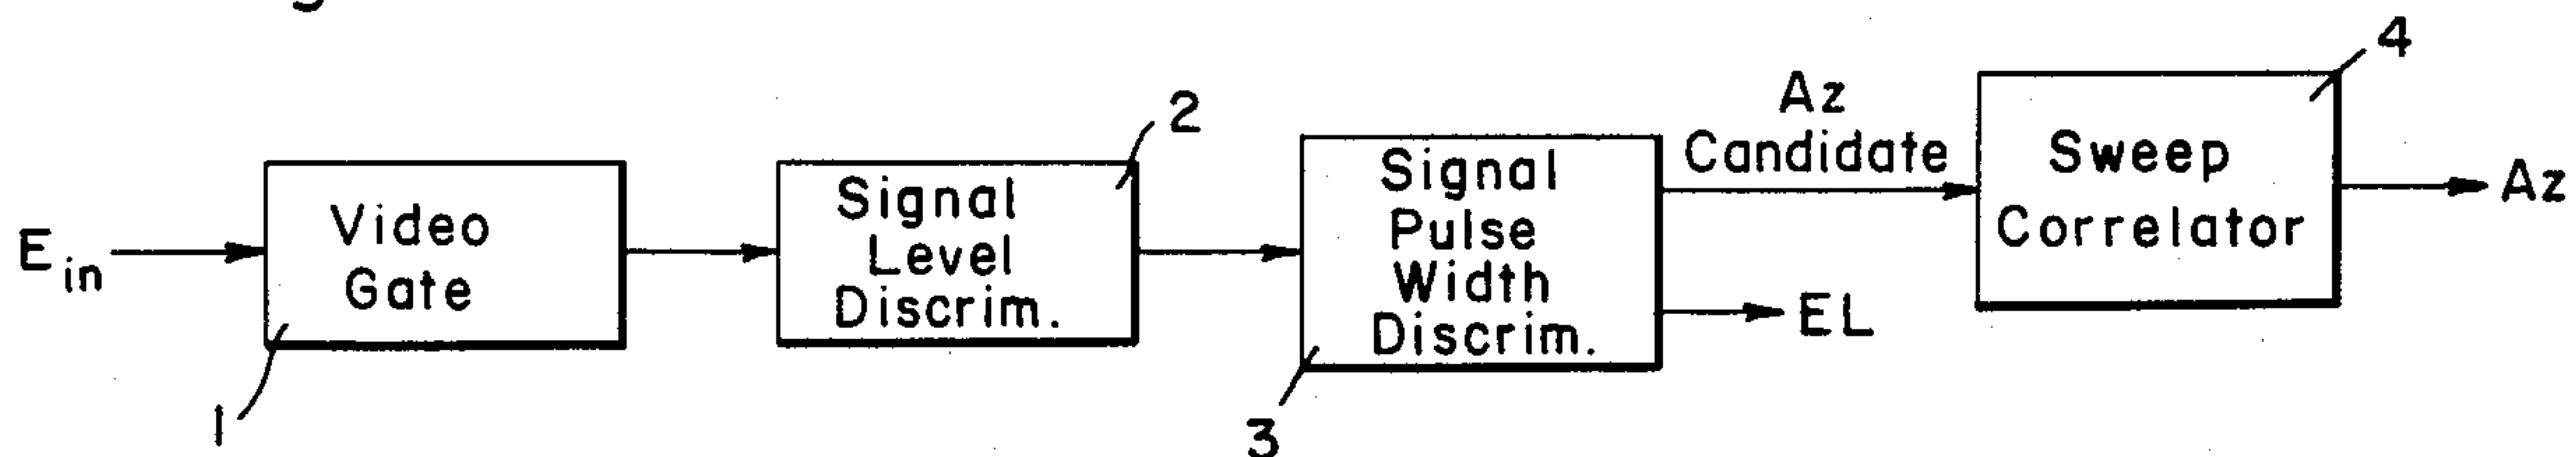 E in
Video
Gate
1
Signal
Level
Discrim.
2
Signal
Pulse
Width
Discrim.
3
Az
Candidate
EL
Sweep
Correlator
4
Az